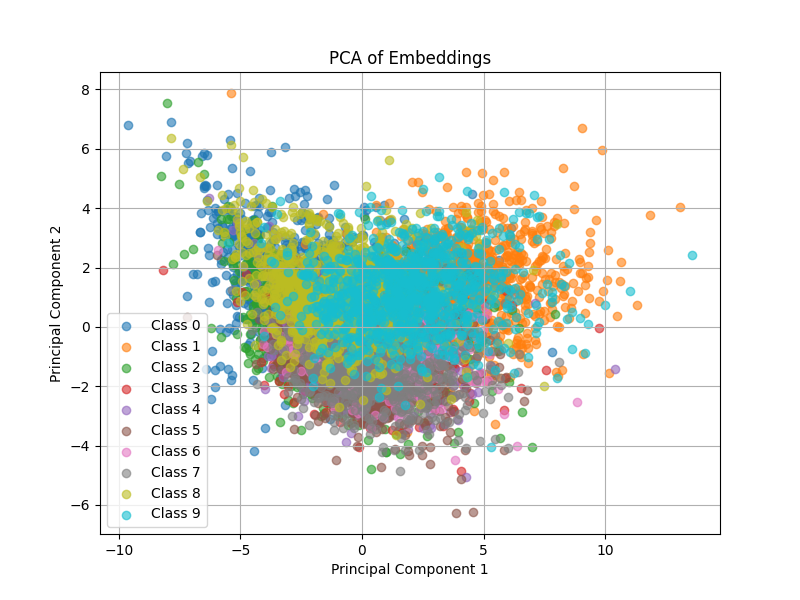 PCA of Embeddings
8
6
4
2
0
−2
−4
−6
Principal Component 2
Class 0
Class 1
Class 2
Class 3
Class 4
Class 5
Class 6
Class 7
Class 8
Class 9
−10
−5
0
5
10
Principal Component 1